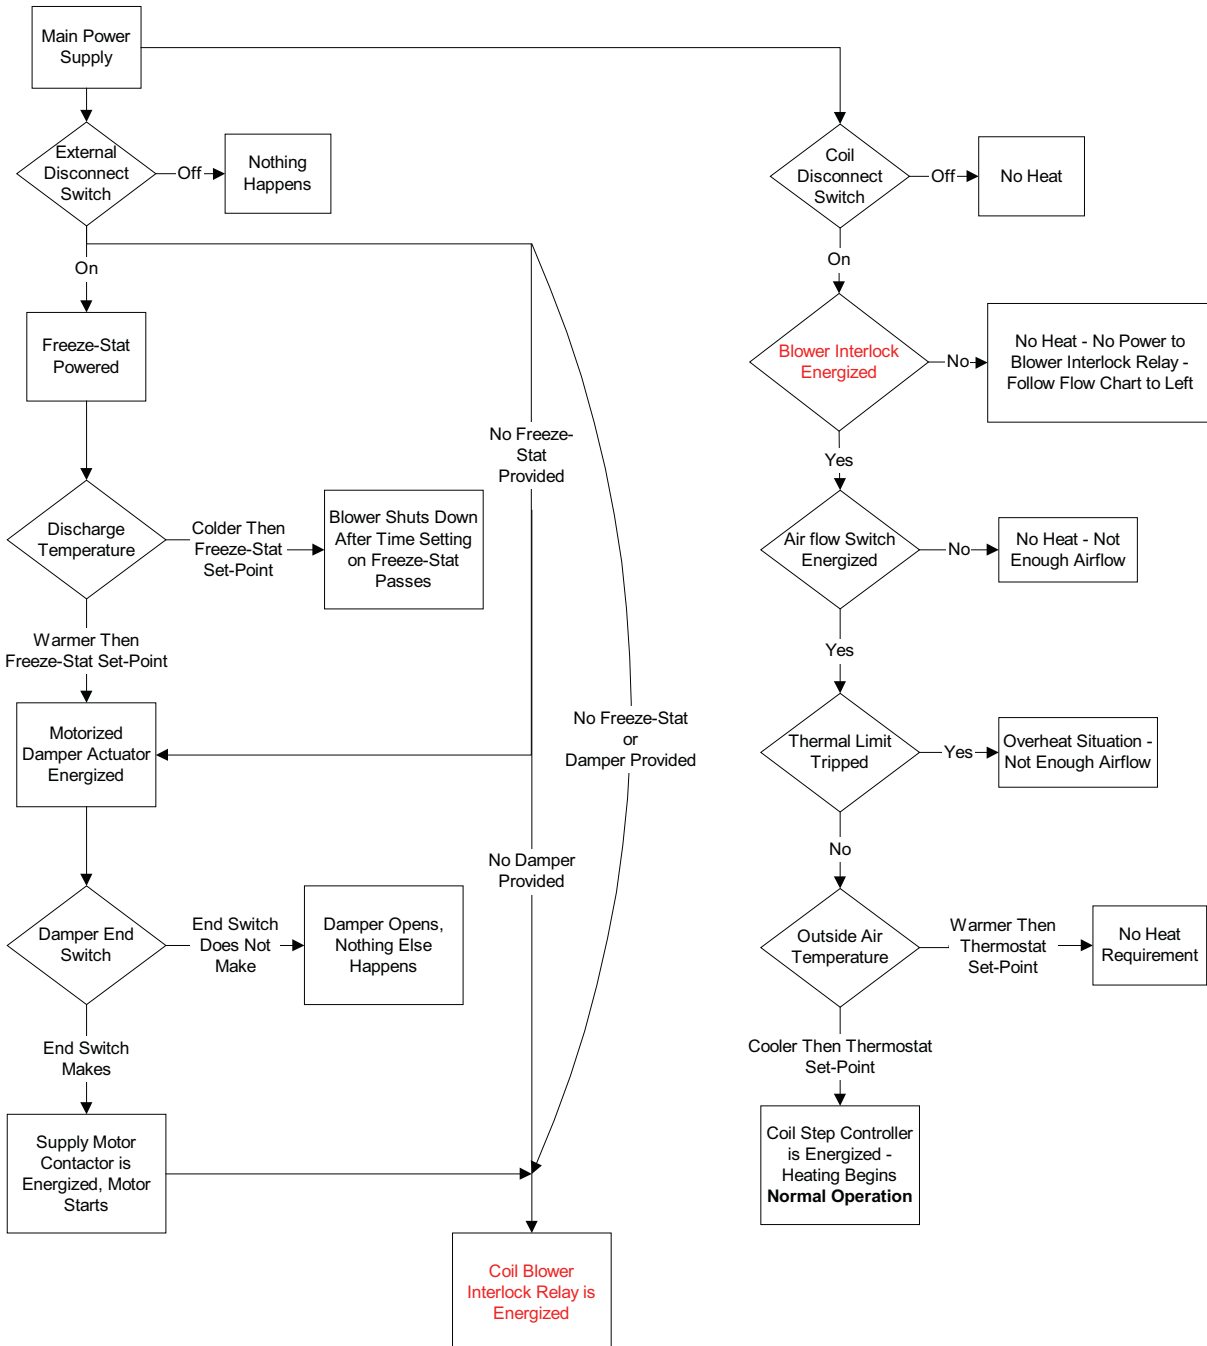 Main Power
Supply
External
Disconnect
Switch
Off
Nothing
Happens
On
Freeze-Stat
Powered
Discharge
Temperature
Colder Then
Freeze-Stat
Set-Point
Blower Shuts Down
After Time Setting
on Freeze-Stat
Passes
Warmer Then
Freeze-Stat Set-Point
Motorized
Damper Actuator
Energized
Damper End
Switch
End Switch
Does Not
Make
Damper Opens,
Nothing Else
Happens
End Switch
Makes
Supply Motor
Contactor is
Energized, Motor
Starts
No Freeze-
Stat
Provided
No Damper
Provided
No Freeze-Stat
or
Damper Provided
Coil Blower
Interlock Relay is
Energized
Coil
Disconnect
Switch
Off
No Heat
On
Blower Interlock
Energized
No
No Heat - No Power to
Blower Interlock Relay -
Follow Flow Chart to Left
Yes
Air flow Switch
Energized
No
No Heat - Not
Enough Airflow
Yes
Thermal Limit
Tripped
Yes
Overheat Situation -
Not Enough Airflow
No
Outside Air
Temperature
Warmer Then
Thermostat
Set-Point
No Heat
Requirement
Cooler Then Thermostat
Set-Point
Coil Step Controller
is Energized -
Heating Begins
Normal Operation